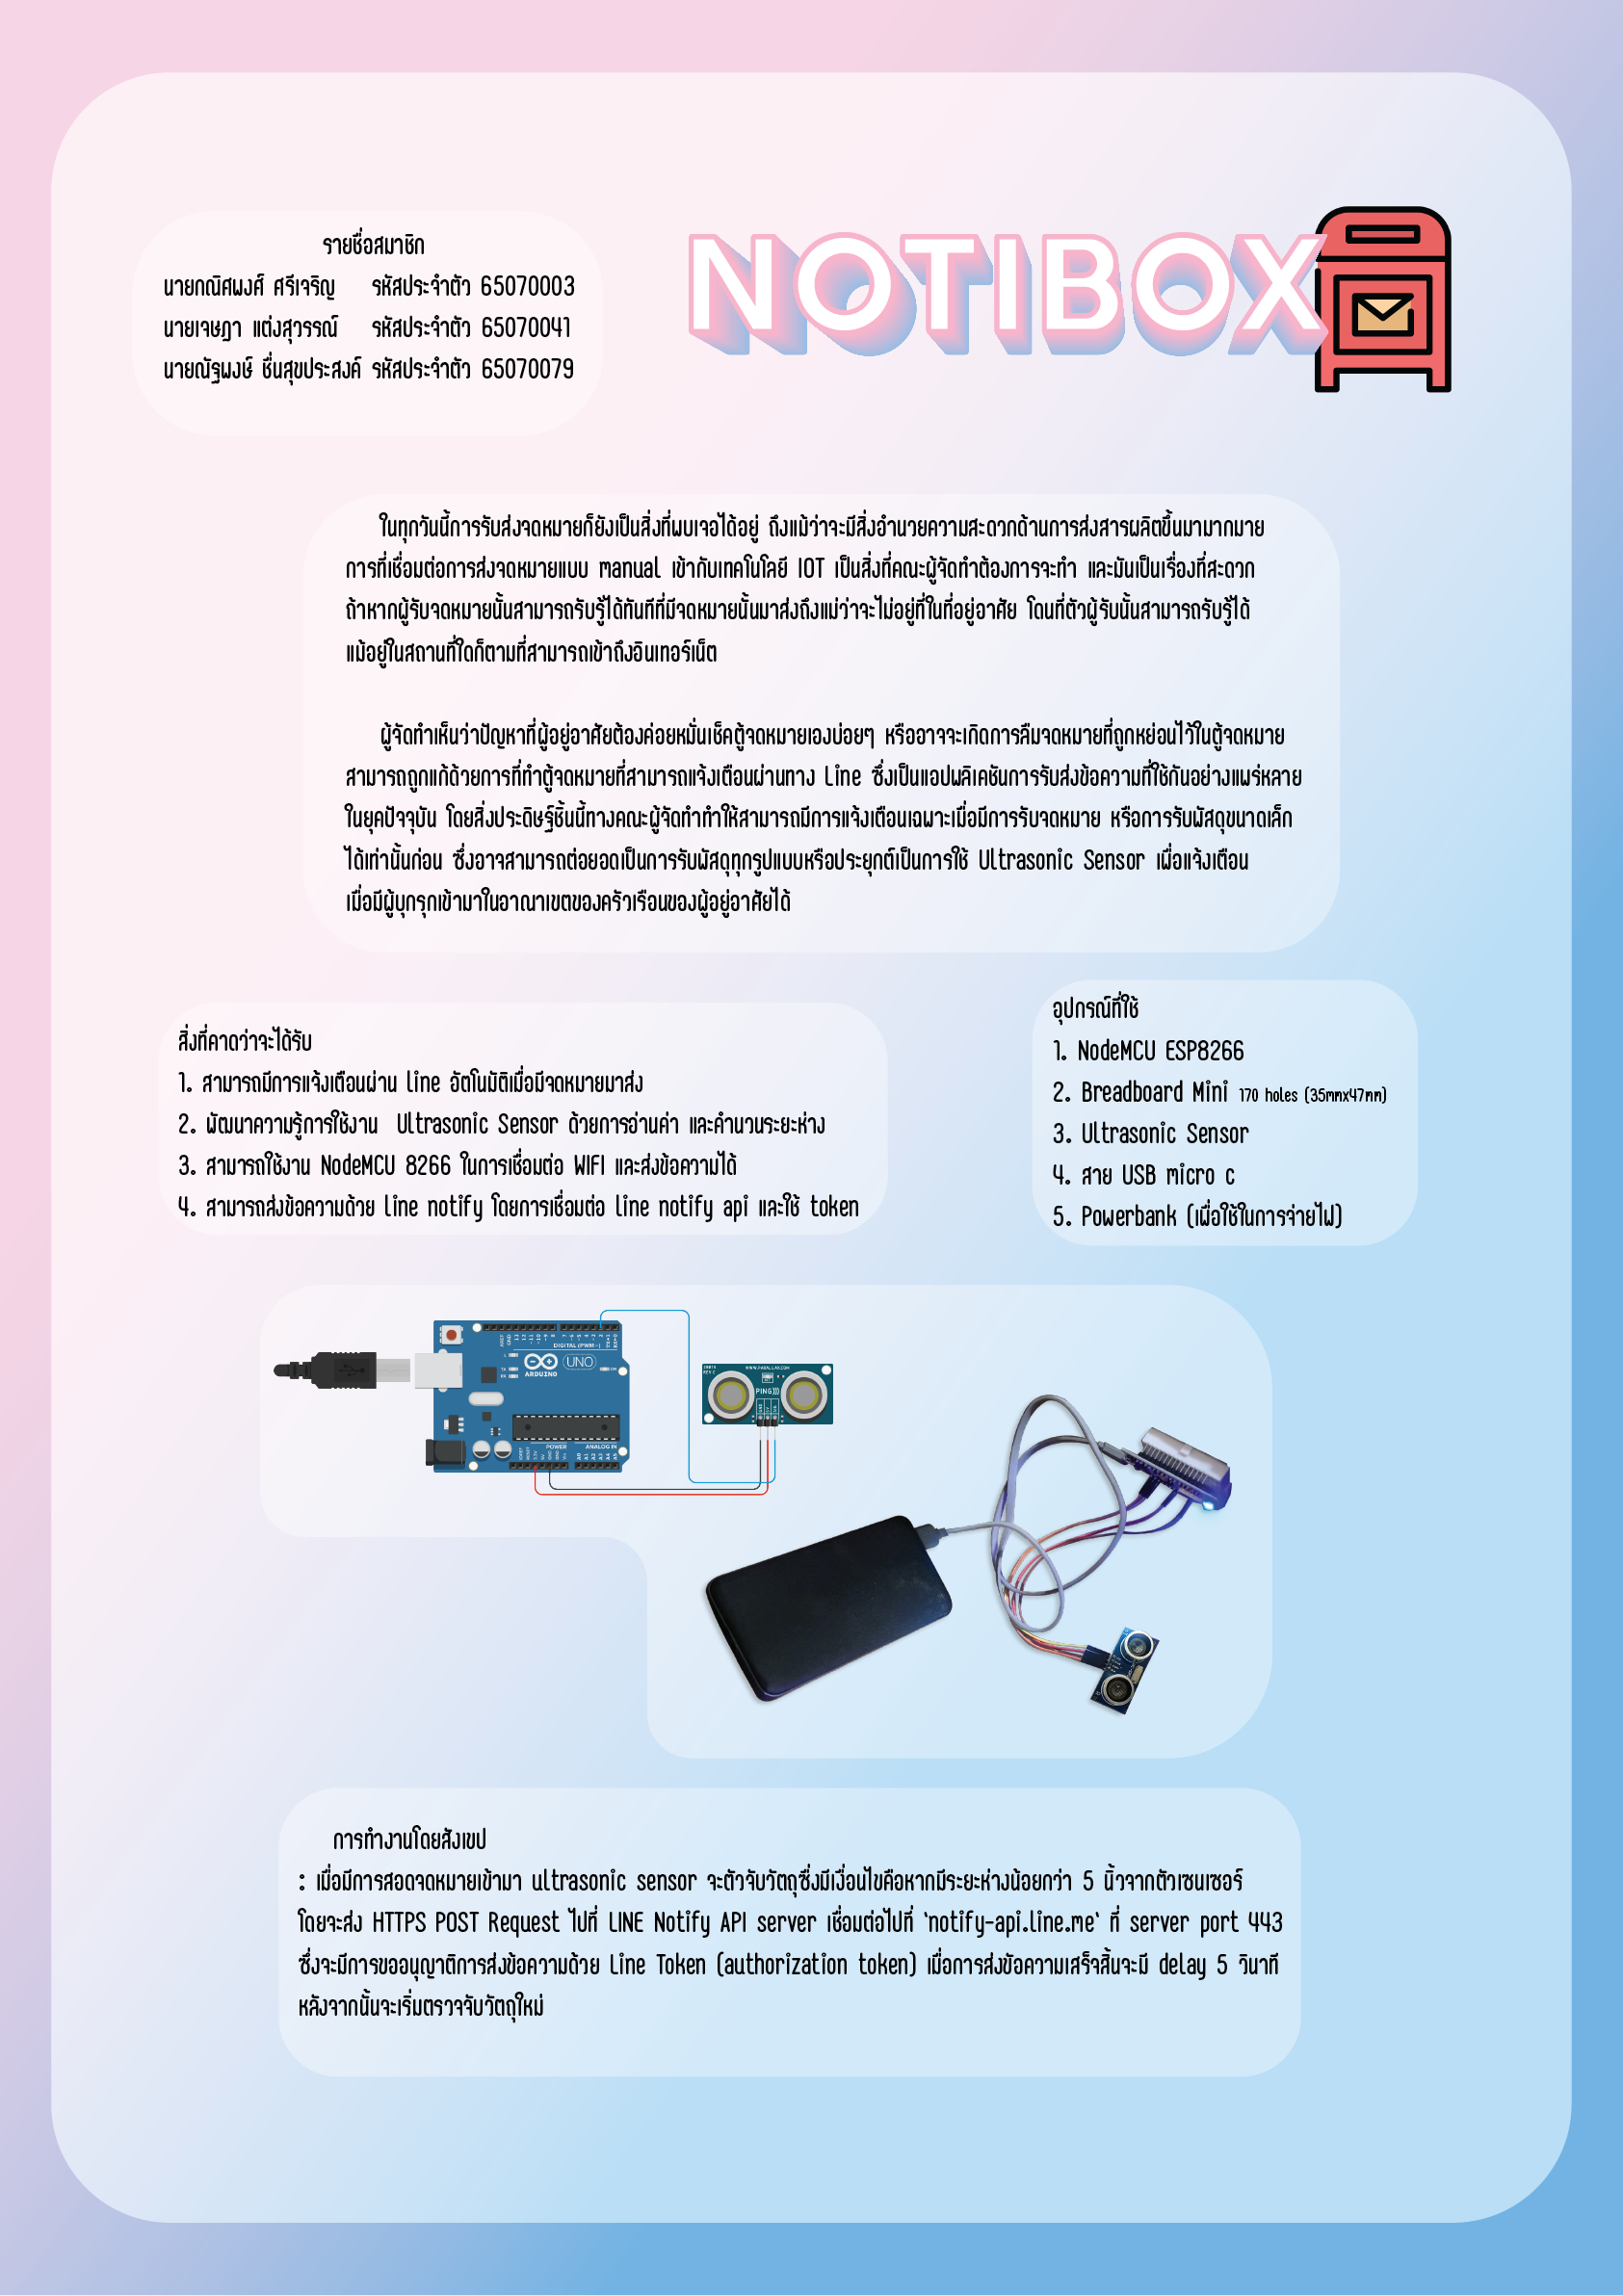 รายชื่อสมาชิก
นายกณิศพงศ์ ศรีเจริญ รหัสประจำตัว 65070003
นายเจษฎา แต่งสุวรรณ์ รหัสประจำตัว 65070041
นายณัฐพงษ์ ชื่นสุขประสงค์ รหัสประจำตัว 65070079
NOTIBOX
ในทุกวันนี้การรับส่งจดหมายก็ยังเป็นสิ่งที่พบเจอได้อยู่ ถึงแม้ว่าจะมีสิ่งอำนวยความสะดวกด้านการส่งสารผลิตขึ้นมามากมาย
การที่เชื่อมต่อการส่งจดหมายแบบ manual เข้ากับเทคโนโลยี IOT เป็นสิ่งที่คณะผู้จัดทำต้องการจะทำ และมันเป็นเรื่องที่สะดวก
ถ้าหากผู้รับจดหมายนั้นสามารถรับรู้ได้ทันทีที่มีจดหมายนั้นมาส่งถึงแม่ว่าจะไม่อยู่ที่ในที่อยู่อาศัย โดนที่ตัวผู้รับนั้นสามารถรับรู้ได้
แม้อยู่ในสถานที่ใดก็ตามที่สามารถเข้าถึงอินเทอร์เน็ต
ผู้จัดทำเห็นว่าปัญหาที่ผู้อยู่อาศัยต้องค่อยหมั่นเช็คตู้จดหมายเองบ่อยๆ หรืออาจจะเกิดการลืมจดหมายที่ถูกหย่อนไว้ในตู้จดหมาย
สามารถถูกแก้ด้วยการที่ทำตู้จดหมายที่สามารถแจ้งเตือนผ่านทาง Line ซึ่งเป็นแอปพลิเคชันการรับส่งข้อความที่ใช้กันอย่างแพร่หลาย
ในยุคปัจจุบัน โดยสิ่งประดิษฐ์ชิ้นนี้ทางคณะผู้จัดทำทำให้สามารถมีการแจ้งเตือนเฉพาะเมื่อมีการรับจดหมาย หรือการรับพัสดุขนาดเล็ก
ได้เท่านั้นก่อน ซึ่งอาจสามารถต่อยอดเป็นการรับพัสดุทุกรูปแบบหรือประยุกต์เป็นการใช้ Ultrasonic Sensor เพื่อแจ้งเตือน
เมื่อมีผู้บุกรุกเข้ามาในอาณาเขตของครัวเรือนของผู้อยู่อาศัยได้
สิ่งที่คาดว่าจะได้รับ
1. สามารถมีการแจ้งเตือนผ่าน line อัตโนมัติเมื่อมีจดหมายมาส่ง
2. พัฒนาความรู้การใช้งาน Ultrasonic Sensor ด้วยการอ่านค่า และคำนวนระยะห่าง
3. สามารถใช้งาน NodeMCU 8266 ในการเชื่อมต่อ WIFI และส่งข้อความได้
4. สามารถส่งข้อความด้วย line notify โดยการเชื่อมต่อ line notify api และใช้ token
อุปกรณ์ที่ใช้
1. NodeMCU ESP8266
2. Breadboard Mini 170 holes (35mmx47mm)
3. Ultrasonic Sensor
4. สาย USB micro c
5. Powerbank (เพื่อใช้ในการจ่ายไฟ)
DIGITAL (PWM~)
UNO
ARDUINO
POWER ANALOG IN
WWW.PARALLAX.COM
PING)))
การทำงานโดยสังเขป
: เมื่อมีการสอดจดหมายเข้ามา ultrasonic sensor จะตัวจับวัตถุซึ่งมีเงื่อนไขคือหากมีระยะห่างน้อยกว่า 5 นิ้วจากตัวเซนเซอร์
โดยจะส่ง HTTPS POST Request ไปที่ LINE Notify API server เชื่อมต่อไปที่ 'notify-api.line.me' ที่ server port 443
ซึ่งจะมีการขออนุญาติการส่งข้อความด้วย Line Token (authorization token) เมื่อการส่งข้อความเสร็จสิ้นจะมี delay 5 วินาที
หลังจากนั้นจะเริ่มตรวจจับวัตถุใหม่